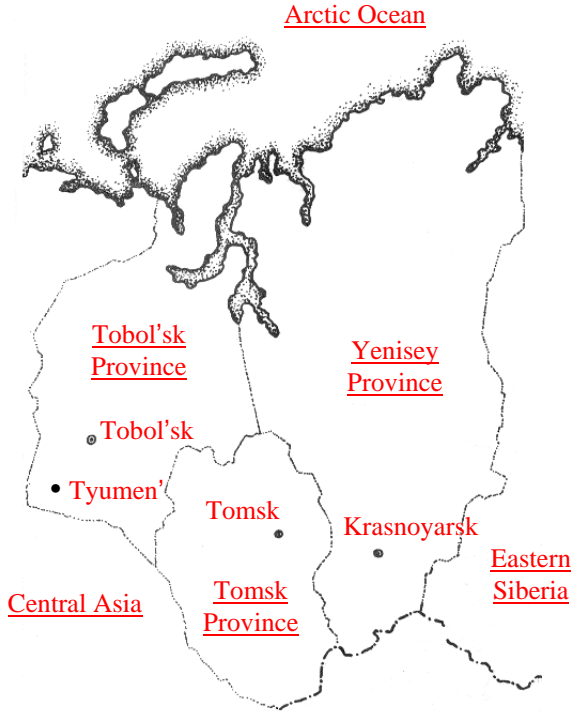 Arctic Ocean
Tobol'sk
Province
Yenisey
Province
Tobol'sk
Tyumen'
Tomsk
Krasnoyarsk
Eastern
Siberia
Central Asia
Tomsk
Province